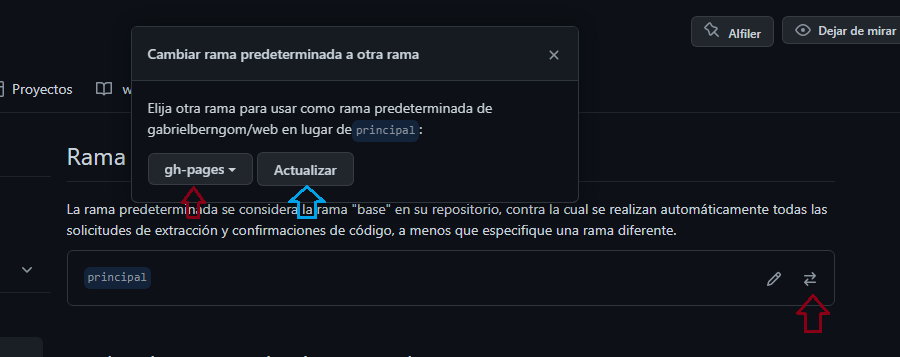 Alfiler
Dejar de mirar
Cambiar rama predeterminada a otra rama
Proyectos
w
Elija otra rama para usar como rama predeterminada de
gabrielberngom/web en lugar de principal :
gh-pages
Actualizar
Rama
La rama predeterminada se considera la rama "base" en su repositorio, contra la cual se realizan automáticamente todas las
solicitudes de extracción y confirmaciones de código, a menos que especifique una rama diferente.
principal